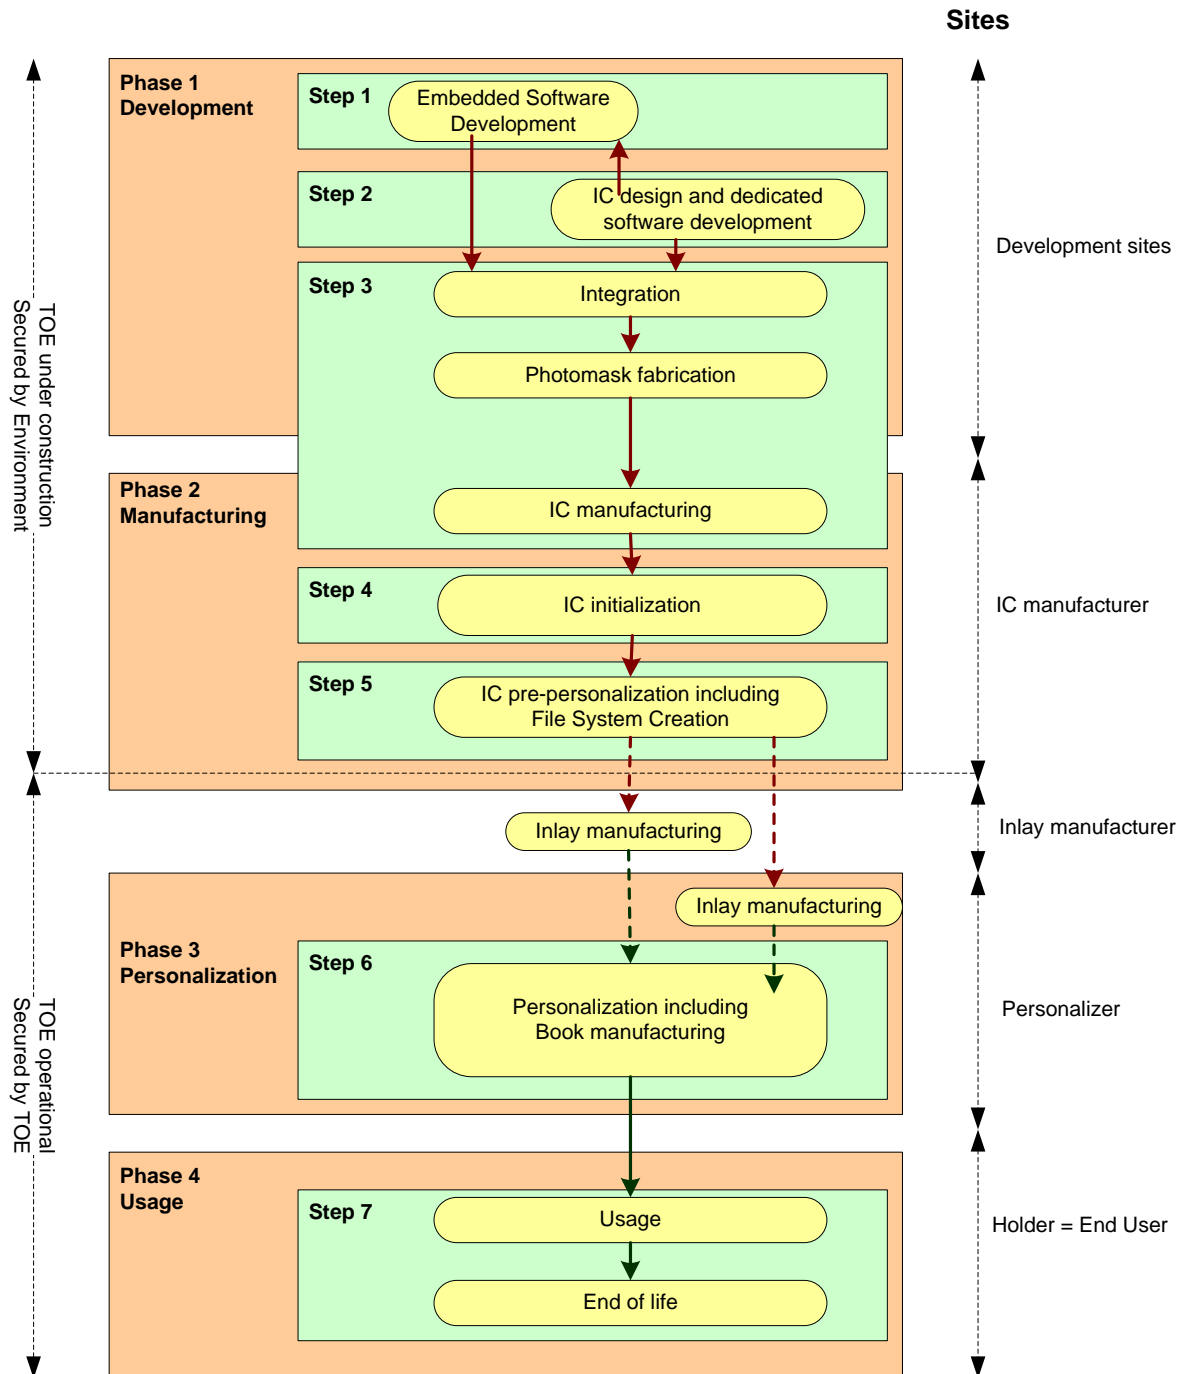 Sites
Phase 1
Development
Step 1
Embedded Software
Development
Step 2
IC design and dedicated
software development
Development sites
Step 3
Integration
TOE under construction
Secured by Environment
Photomask fabrication
Phase 2
Manufacturing
IC manufacturing
Step 4
IC initialization
IC manufacturer
Step 5
IC pre-personalization including
File System Creation
Inlay manufacturing
Inlay manufacturer
Inlay manufacturing
Phase 3
Personalization
Step 6
Personalization including
Book manufacturing
Personalizer
TOE operational
Secured by TOE
Phase 4
Usage
Step 7
Usage
Holder = End User
End of life